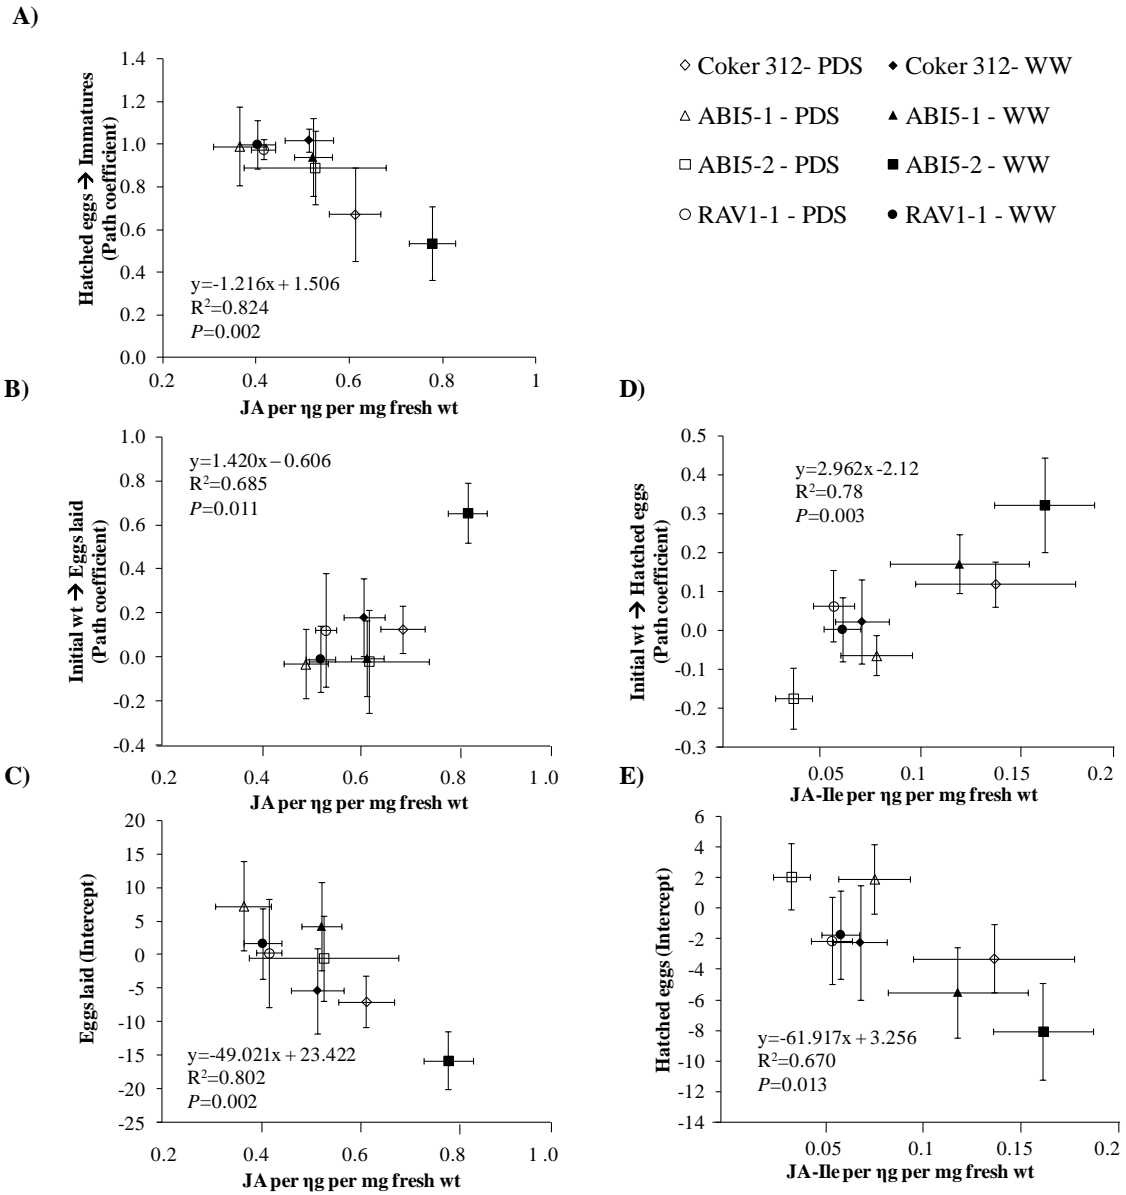 A)
Hatched eggs ➔ Immatures
(Path coefficient)
1.4
1.2
1.0
0.8
0.6
0.4
0.2
0.0
y=-1.216x + 1.506
R²=0.824
P=0.002
0.2 0.4 0.6 0.8 1
JA per ηg per mg fresh wt
Coker 312- PDS Coker 312- WW
ABI5-1 - PDS ABI5-1 - WW
ABI5-2 - PDS ABI5-2 - WW
RAV1-1 - PDS RAV1-1 - WW
B)
Initial wt ➔ Eggs laid
(Path coefficient)
1.0
0.8
0.6
0.4
0.2
0.0
-0.2
-0.4
y=1.420x – 0.606
R²=0.685
P=0.011
0.2 0.4 0.6 0.8 1.0
JA per ηg per mg fresh wt
D)
Initial wt ➔ Hatched eggs
(Path coefficient)
0.5
0.4
0.3
0.2
0.1
0.0
-0.1
-0.2
-0.3
y=2.962x -2.12
R²=0.78
P=0.003
0.05 0.1 0.15 0.2
JA-Ile per ηg per mg fresh wt
C)
Eggs laid (Intercept)
20
15
10
5
0
-5
-10
-15
-20
-25
y=-49.021x + 23.422
R²=0.802
P=0.002
0.2 0.4 0.6 0.8 1.0
JA per ηg per mg fresh wt
E)
Hatched eggs (Intercept)
6
4
2
0
-2
-4
-6
-8
-10
-12
-14
y=-61.917x + 3.256
R²=0.670
P=0.013
0.05 0.1 0.15 0.2
JA-Ile per ηg per mg fresh wt